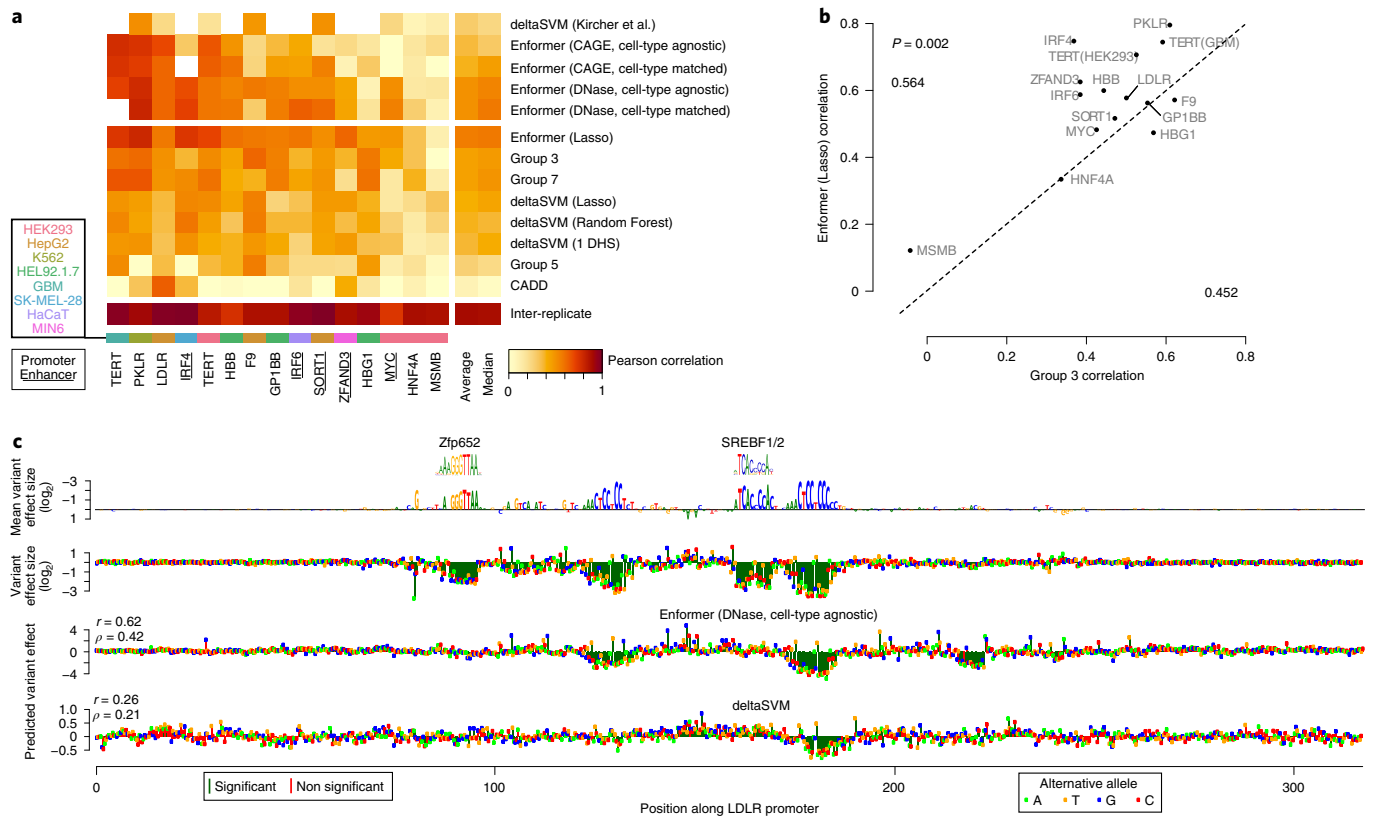 a
deltaSVM (Kircher et al.)
Enformer (CAGE, cell-type agnostic)
Enformer (CAGE, cell-type matched)
Enformer (DNase, cell-type agnostic)
Enformer (DNase, cell-type matched)
Enformer (Lasso)
Group 3
Group 7
deltaSVM (Lasso)
deltaSVM (Random Forest)
deltaSVM (1 DHS)
Group 5
CADD
Inter-replicate
HEK293
HepG2
K562
HEL92.1.7
GBM
SK-MEL-28
HaCaT
MIN6
Promoter
Enhancer
TERT
PKLR
LDLR
IRF4
TERT
HBB
F9
GP1BB
IRF6
SORT1
ZFAND3
HBG1
MYC
HNF4A
MSMB
Average
Median
Pearson correlation
0 1
b
Enformer (Lasso) correlation
0.8
0.6
0.4
0.2
0
P = 0.002
0.564
PKLR
IRF4
TERT(GBM)
TERT(HEK293)
ZFAND3 HBB LDLR
IRF6
F9
SORT1 GP1BB
MYC HBG1
HNF4A
MSMB
0.452
0 0.2 0.4 0.6 0.8
Group 3 correlation
c
Zfp652 SREBF1/2
Mean variant
effect size
(log2)
−3
−1
1
Variant
effect size
(log2)
1
−1
−3
Enformer (DNase, cell-type agnostic)
Predicted variant effect
4
0
−4
r = 0.62
ρ = 0.42
deltaSVM
r = 0.26
ρ = 0.21
1.0
0.5
0
−0.5
0 100 200 300
Significant Non significant
Position along LDLR promoter
Alternative allele
A T G C